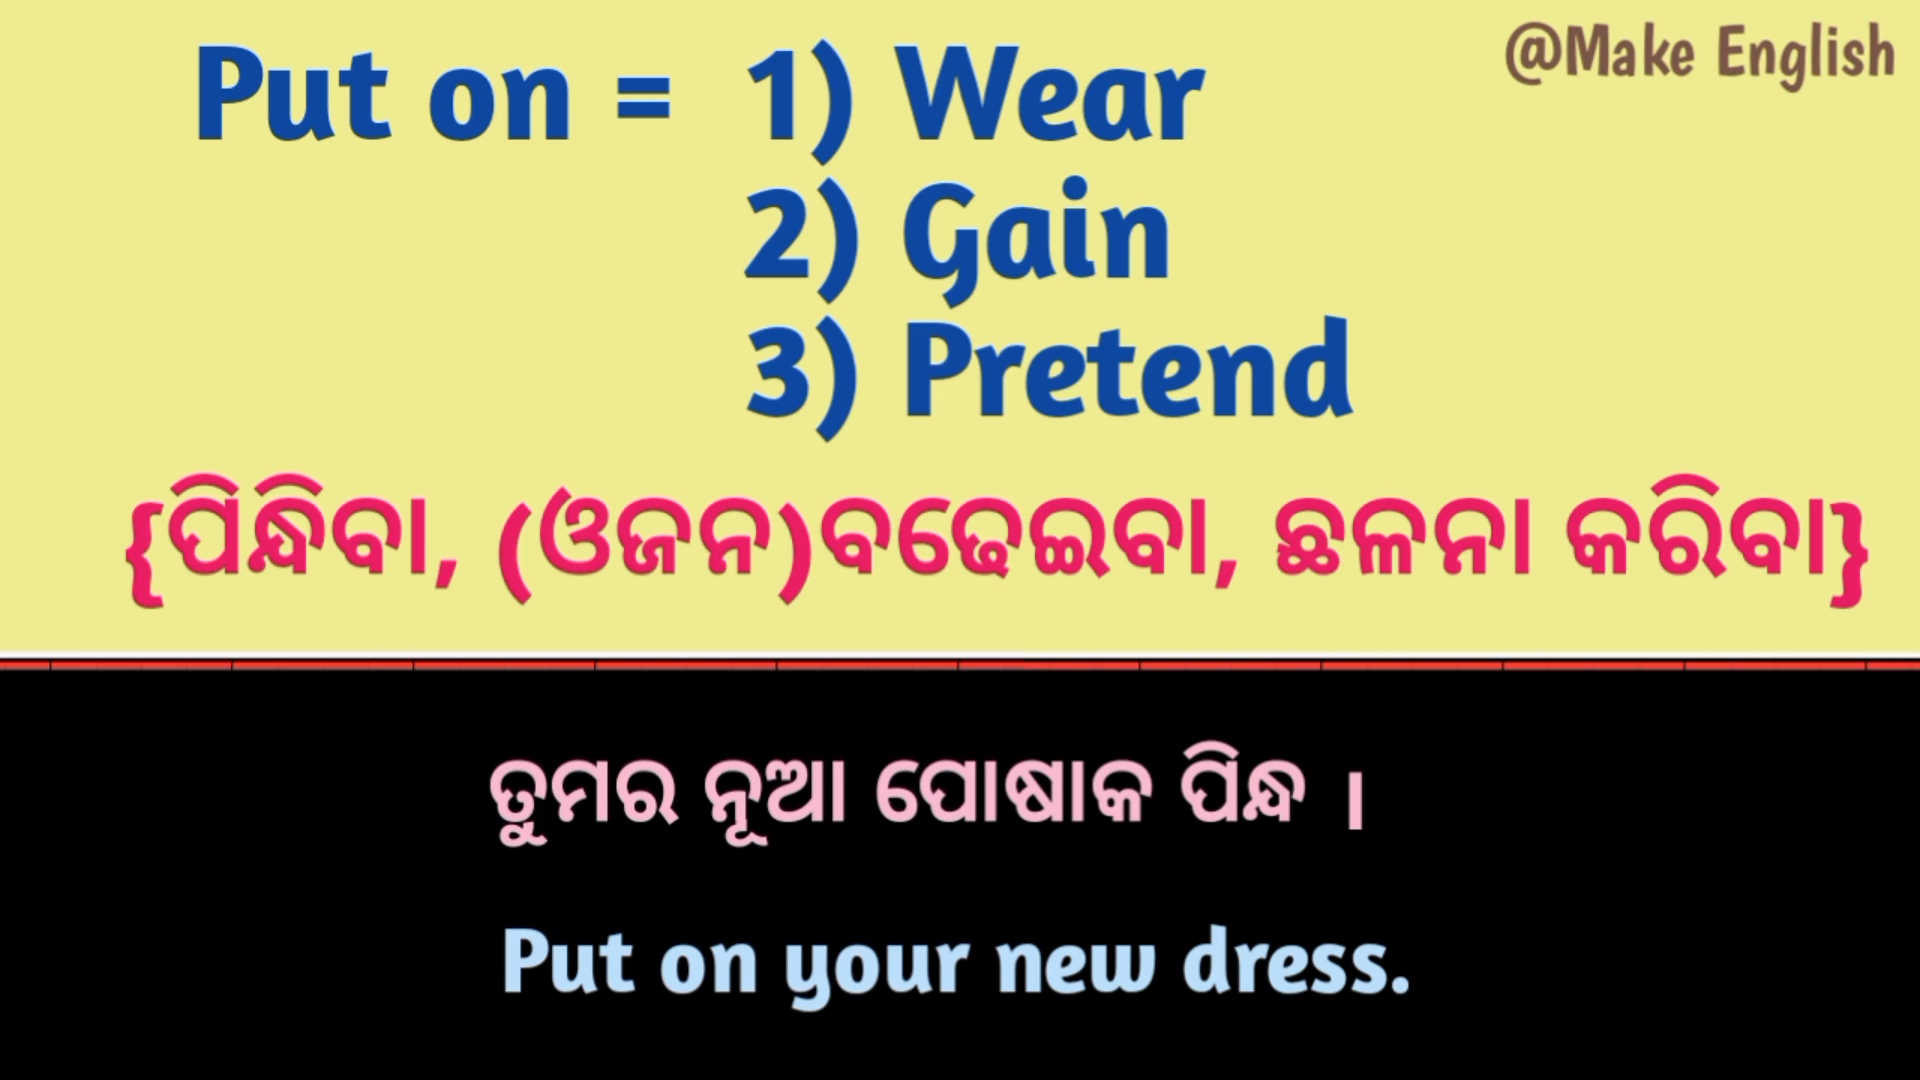 @Make English
Put on = 1) Wear
2) Gain
3) Pretend
{ପିନ୍ଧିବା, (ଓଜନ)ବଢେଇବା, ଛଳନା କରିବା}
ତୁମର ନୂଆ ପୋଷାକ ପିନ୍ଧ ।
Put on your new dress.